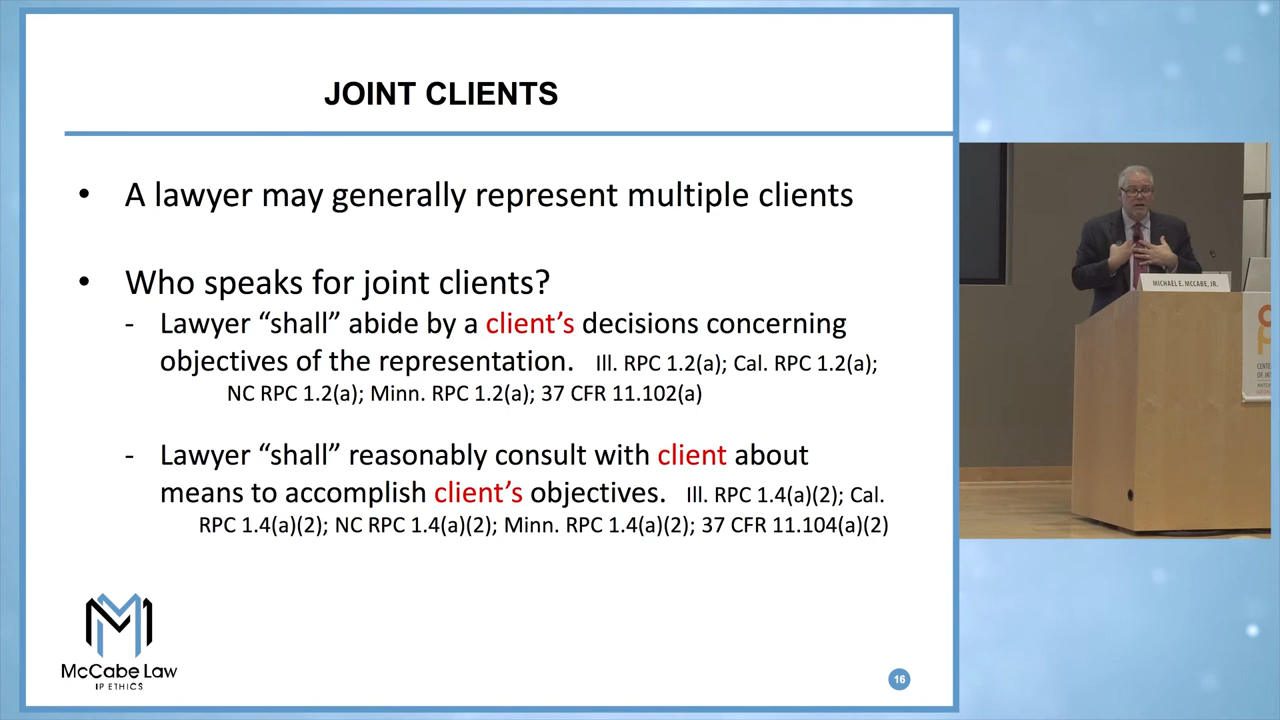 JOINT CLIENTS
• A lawyer may generally represent multiple clients
• Who speaks for joint clients?
- Lawyer “shall” abide by a client’s decisions concerning
objectives of the representation. Ill. RPC 1.2(a); Cal. RPC 1.2(a);
NC RPC 1.2(a); Minn. RPC 1.2(a); 37 CFR 11.102(a)
- Lawyer “shall” reasonably consult with client about
means to accomplish client’s objectives. Ill. RPC 1.4(a)(2); Cal.
RPC 1.4(a)(2); NC RPC 1.4(a)(2); Minn. RPC 1.4(a)(2); 37 CFR 11.104(a)(2)
McCabe Law
IP ETHICS
16
MICHAEL E. MCCABE, JR.